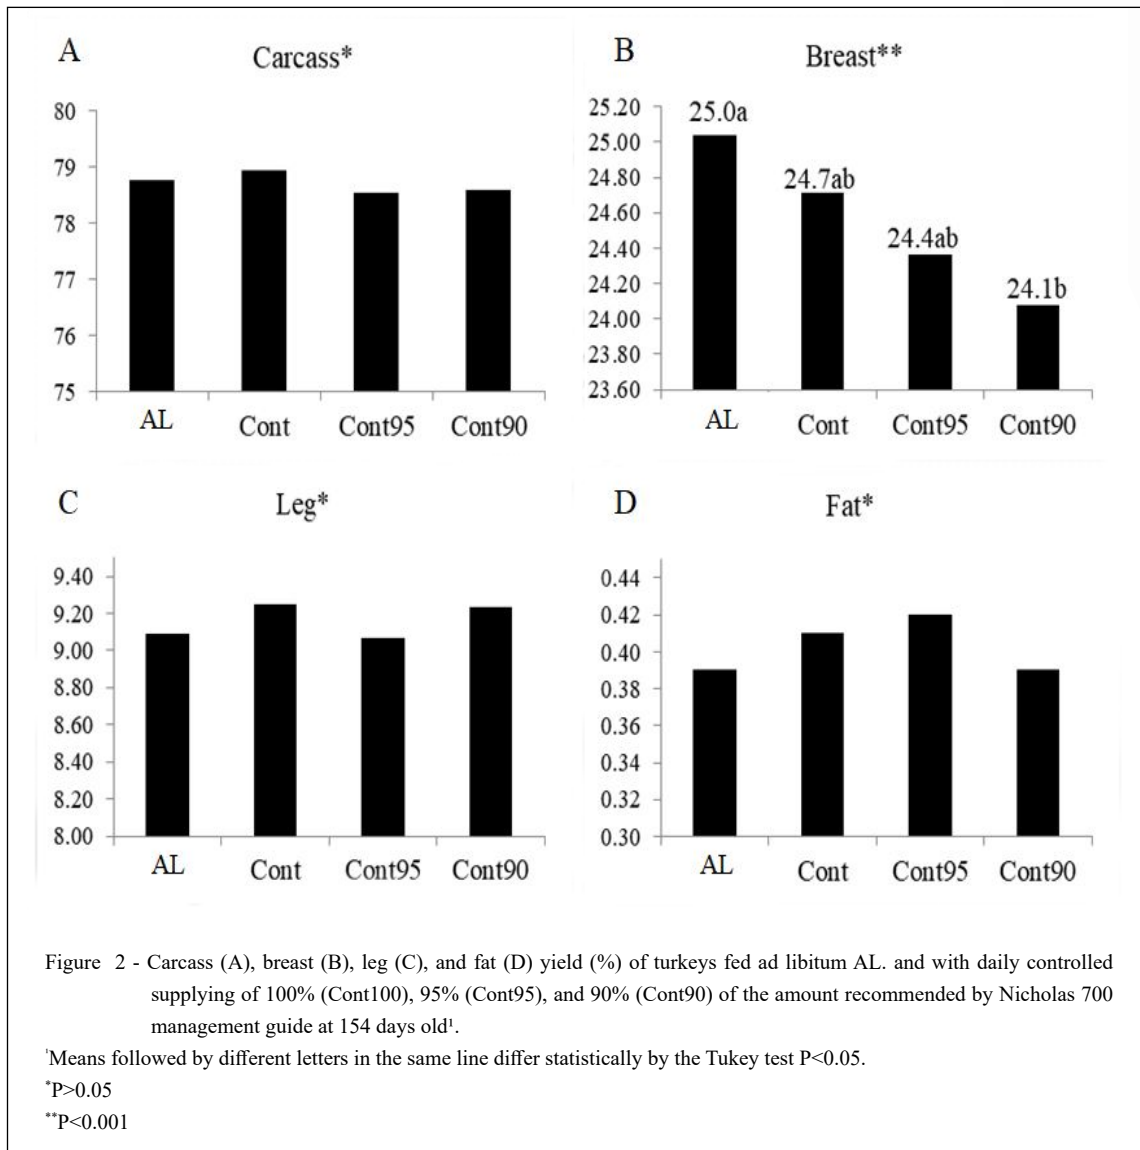 A
Carcass*
80
79
78
77
76
75
AL
Cont
Cont95
Cont90
B
Breast**
25.20
25.00
24.80
24.60
24.40
24.20
24.00
23.80
23.60
25.0a
24.7ab
24.4ab
24.1b
AL
Cont
Cont95
Cont90
C
Leg*
9.40
9.20
9.00
8.80
8.60
8.40
8.20
8.00
AL
Cont
Cont95
Cont90
D
Fat*
0.44
0.42
0.40
0.38
0.36
0.34
0.32
0.30
AL
Cont
Cont95
Cont90
Figure 2 - Carcass (A), breast (B), leg (C), and fat (D) yield (%) of turkeys fed ad libitum AL. and with daily controlled
supplying of 100% (Cont100), 95% (Cont95), and 90% (Cont90) of the amount recommended by Nicholas 700
management guide at 154 days old¹.
¹Means followed by different letters in the same line differ statistically by the Tukey test P<0.05.
*P>0.05
**P<0.001